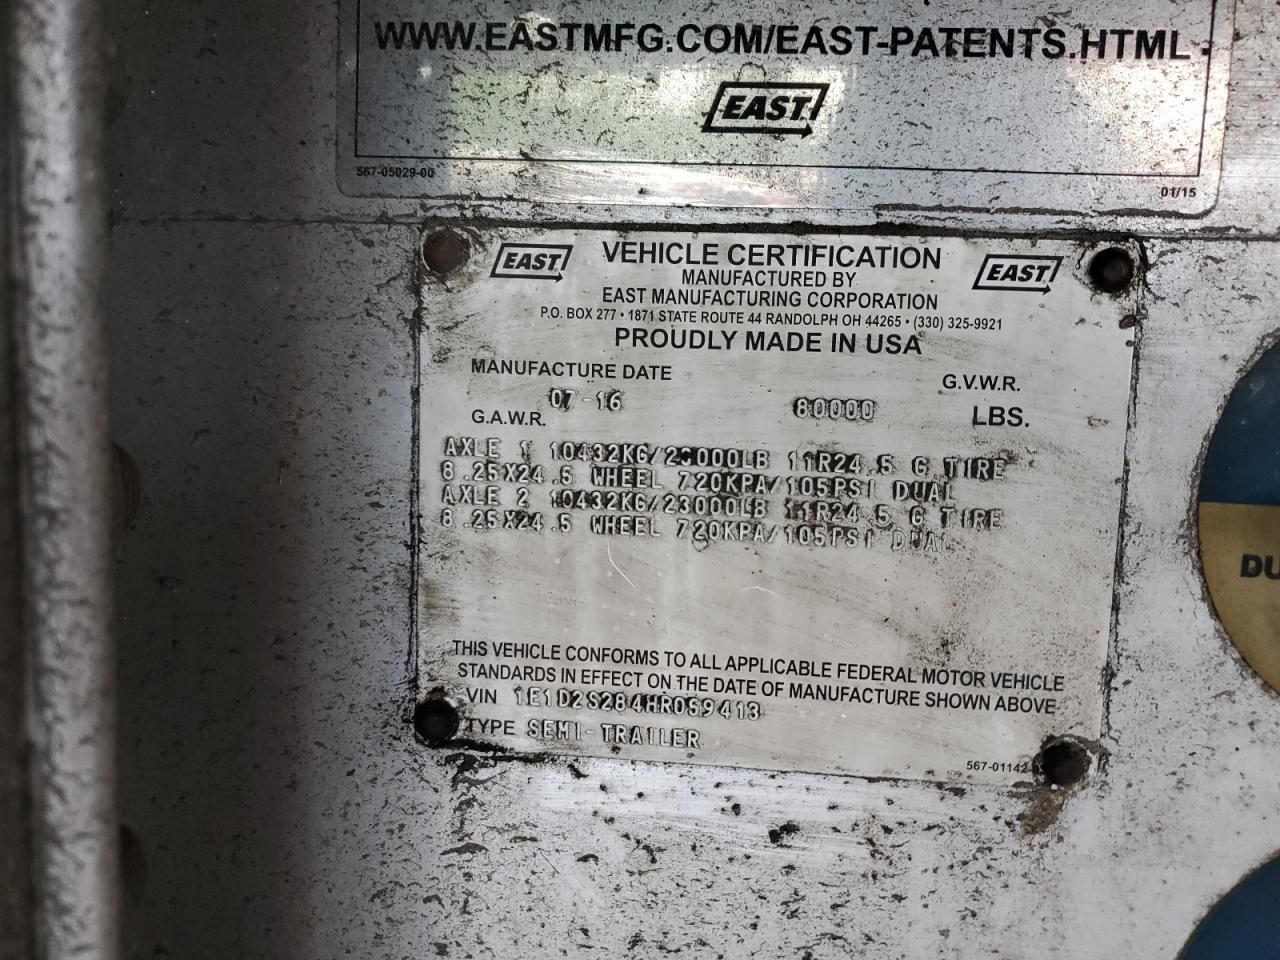 WWW.EASTMFG.COM/EAST-PATENTS.HTML
EAST
567-05029-00
01/15
EAST VEHICLE CERTIFICATION EAST
MANUFACTURED BY
EAST MANUFACTURING CORPORATION
P.O. BOX 277 • 1871 STATE ROUTE 44 RANDOLPH OH 44265 • (330) 325-9921
PROUDLY MADE IN USA
MANUFACTURE DATE G.V.W.R.
07-16 80000 LBS.
G.A.W.R.
AXLE 1 10432KG/23000LB 11R24.5 G TIRE
8.25X24.5 WHEEL 720KPA/105PSI DUAL
AXLE 2 10432KG/23000LB 11R24.5 G TIRE
8.25X24.5 WHEEL 720KPA/105PSI DUAL
THIS VEHICLE CONFORMS TO ALL APPLICABLE FEDERAL MOTOR VEHICLE
STANDARDS IN EFFECT ON THE DATE OF MANUFACTURE SHOWN ABOVE
VIN 1E1D2S284HR059413
TYPE SEMI-TRAILER
567-01142
DU